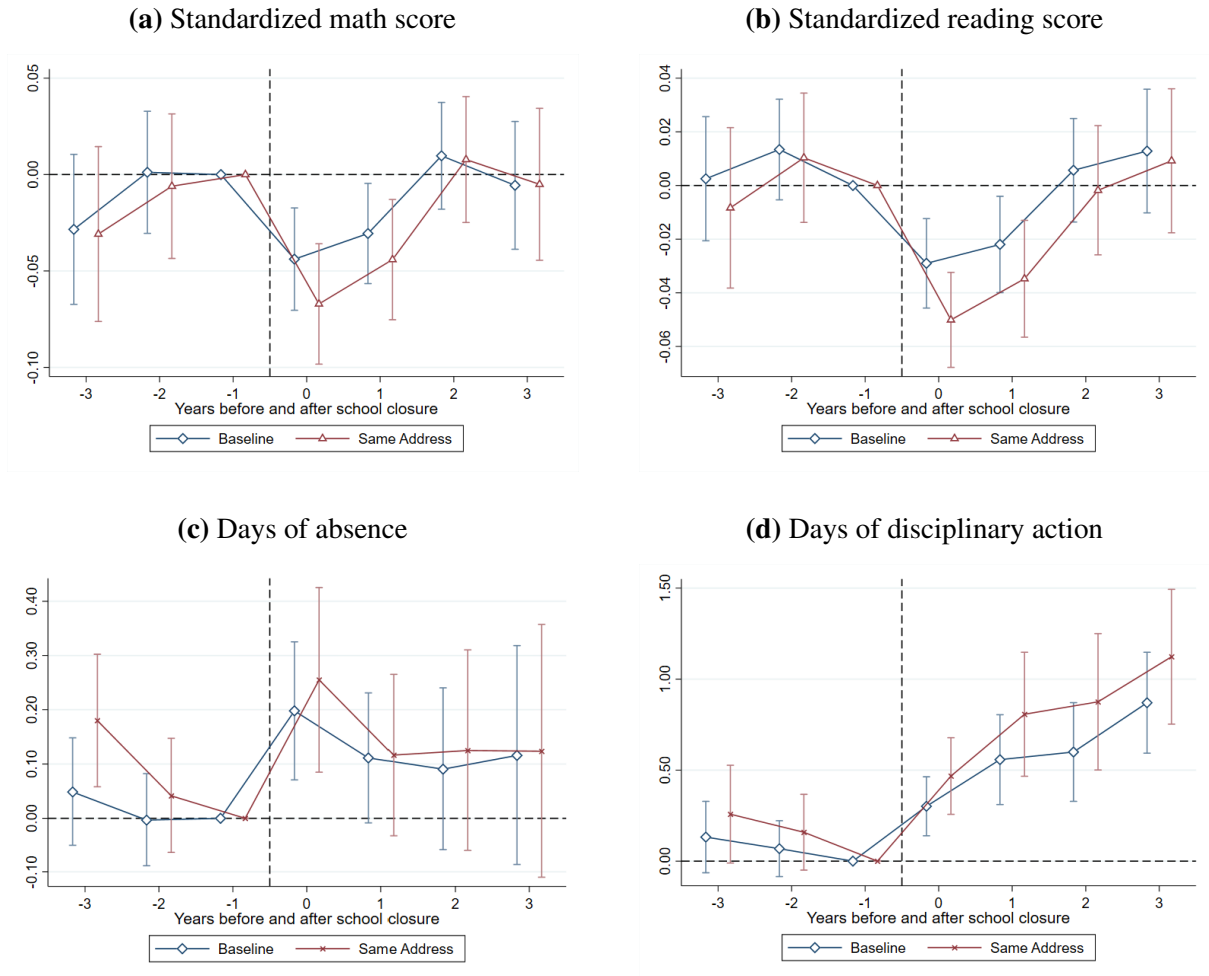 (a) Standardized math score
0.05
0.00
-0.05
-0.10
-3 -2 -1 0 1 2 3
Years before and after school closure
Baseline Same Address
(b) Standardized reading score
0.04
0.02
0.00
-0.02
-0.04
-0.06
-3 -2 -1 0 1 2 3
Years before and after school closure
Baseline Same Address
(c) Days of absence
0.40
0.30
0.20
0.10
0.00
-0.10
-3 -2 -1 0 1 2 3
Years before and after school closure
Baseline Same Address
(d) Days of disciplinary action
1.50
1.00
0.50
0.00
-3 -2 -1 0 1 2 3
Years before and after school closure
Baseline Same Address